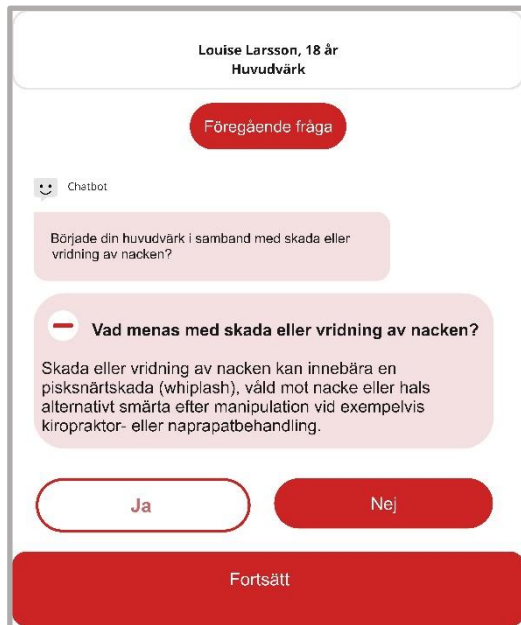 Louise Larsson, 18 år
Huvudvärk
Föregående fråga
Chatbot
Började din huvudvärk i samband med skada eller
vridning av nacken?
Vad menas med skada eller vridning av nacken?
Skada eller vridning av nacken kan innebära en
pisksnärtskada (whiplash), våld mot nacke eller hals
alternativt smärta efter manipulation vid exempelvis
kiropraktor- eller naprapatbehandling.
Ja
Nej
Fortsätt